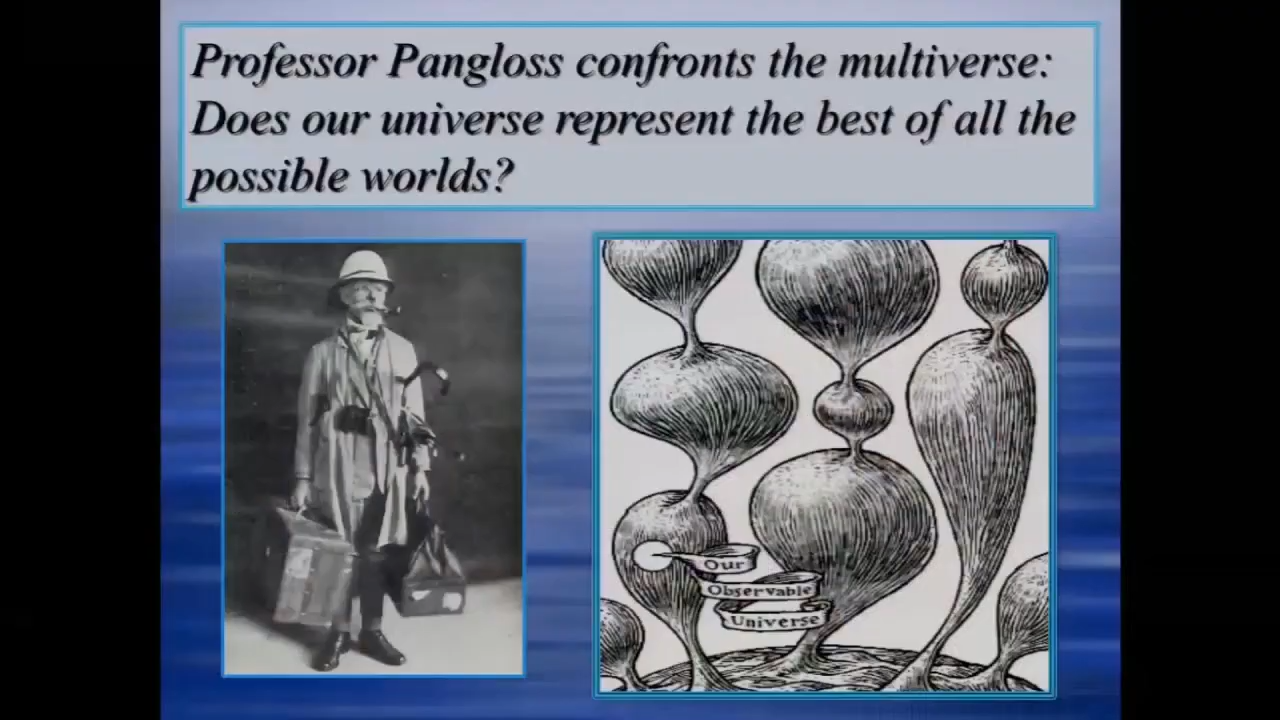 Professor Pangloss confronts the multiverse:
Does our universe represent the best of all the
possible worlds?
Our
Observable
Universe